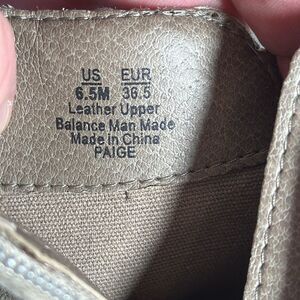 US EUR
6.5M 36.5
Leather Upper
Balance Man Made
Made in China
PAIGE